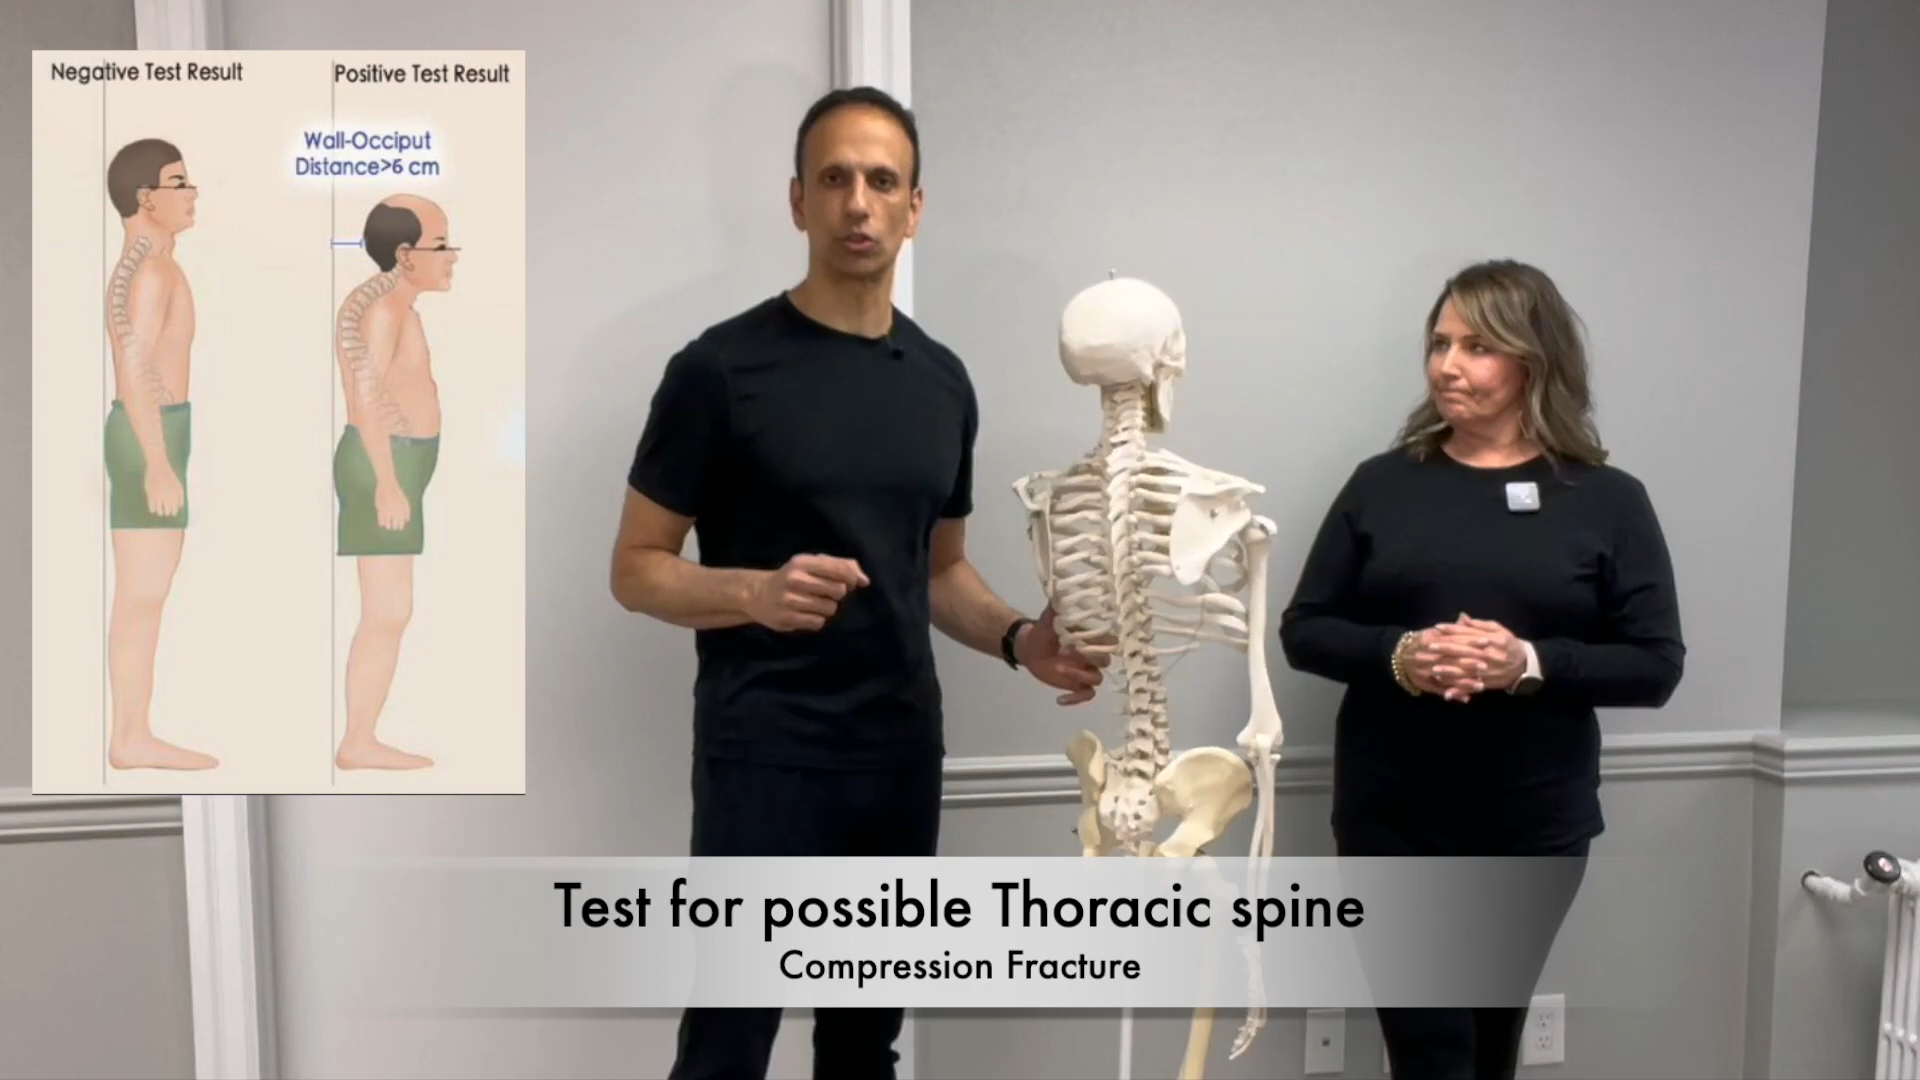 Negative Test Result
Positive Test Result
Wall-Occiput
Distance>6 cm
Test for possible Thoracic spine
Compression Fracture